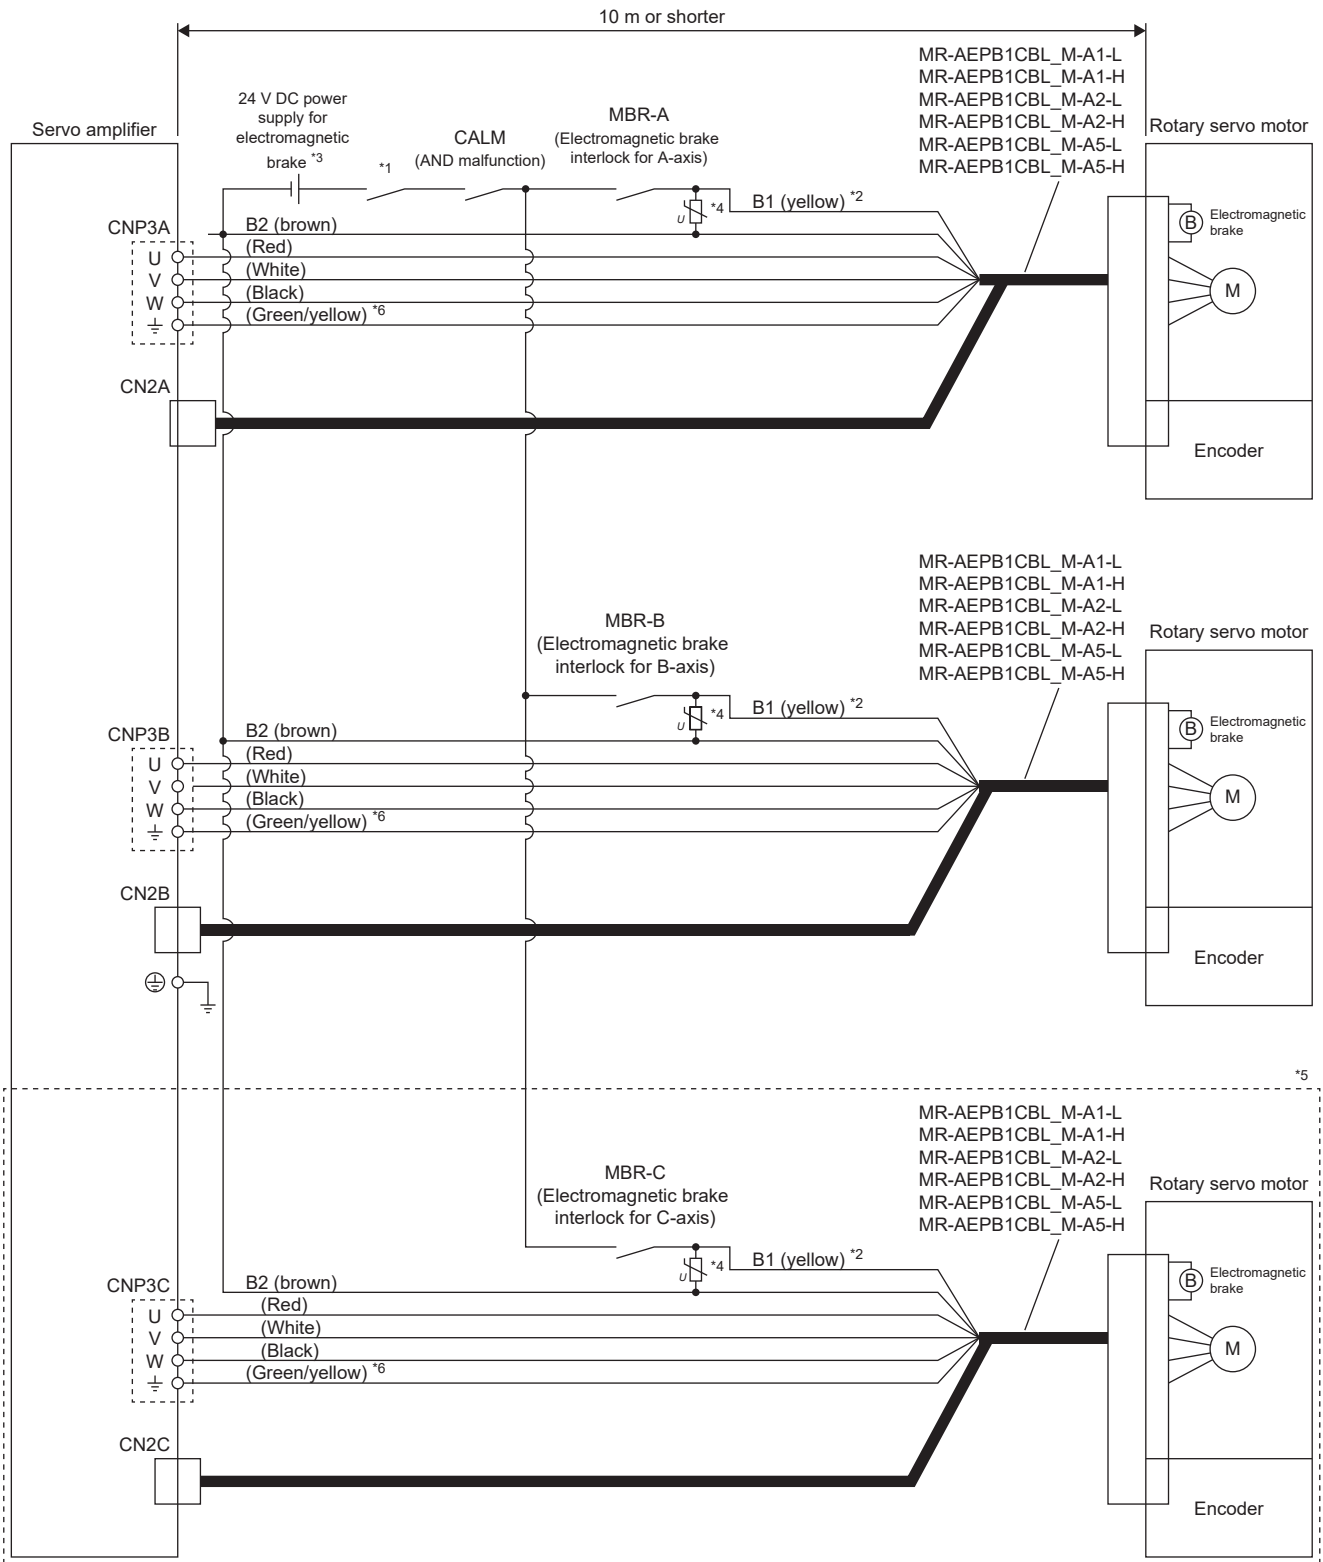 10 m or shorter
MR-AEPB1CBL_M-A1-L
MR-AEPB1CBL_M-A1-H
MR-AEPB1CBL_M-A2-L
MR-AEPB1CBL_M-A2-H
MR-AEPB1CBL_M-A5-L
MR-AEPB1CBL_M-A5-H
Servo amplifier
24 V DC power
supply for
electromagnetic
brake *3
*1
CALM
(AND malfunction)
MBR-A
(Electromagnetic brake
interlock for A-axis)
Rotary servo motor
*4
U
B1 (yellow) *2
B Electromagnetic
brake
CNP3A
B2 (brown)
U (Red)
V (White)
W (Black)
(Green/yellow) *6
M
CN2A
Encoder
MR-AEPB1CBL_M-A1-L
MR-AEPB1CBL_M-A1-H
MR-AEPB1CBL_M-A2-L
MR-AEPB1CBL_M-A2-H
MR-AEPB1CBL_M-A5-L
MR-AEPB1CBL_M-A5-H
MBR-B
(Electromagnetic brake
interlock for B-axis)
Rotary servo motor
*4
U
B1 (yellow) *2
B Electromagnetic
brake
CNP3B
B2 (brown)
U (Red)
V (White)
W (Black)
(Green/yellow) *6
M
CN2B
Encoder
*5
MR-AEPB1CBL_M-A1-L
MR-AEPB1CBL_M-A1-H
MR-AEPB1CBL_M-A2-L
MR-AEPB1CBL_M-A2-H
MR-AEPB1CBL_M-A5-L
MR-AEPB1CBL_M-A5-H
MBR-C
(Electromagnetic brake
interlock for C-axis)
Rotary servo motor
*4
U
B1 (yellow) *2
B Electromagnetic
brake
CNP3C
B2 (brown)
U (Red)
V (White)
W (Black)
(Green/yellow) *6
M
CN2C
Encoder